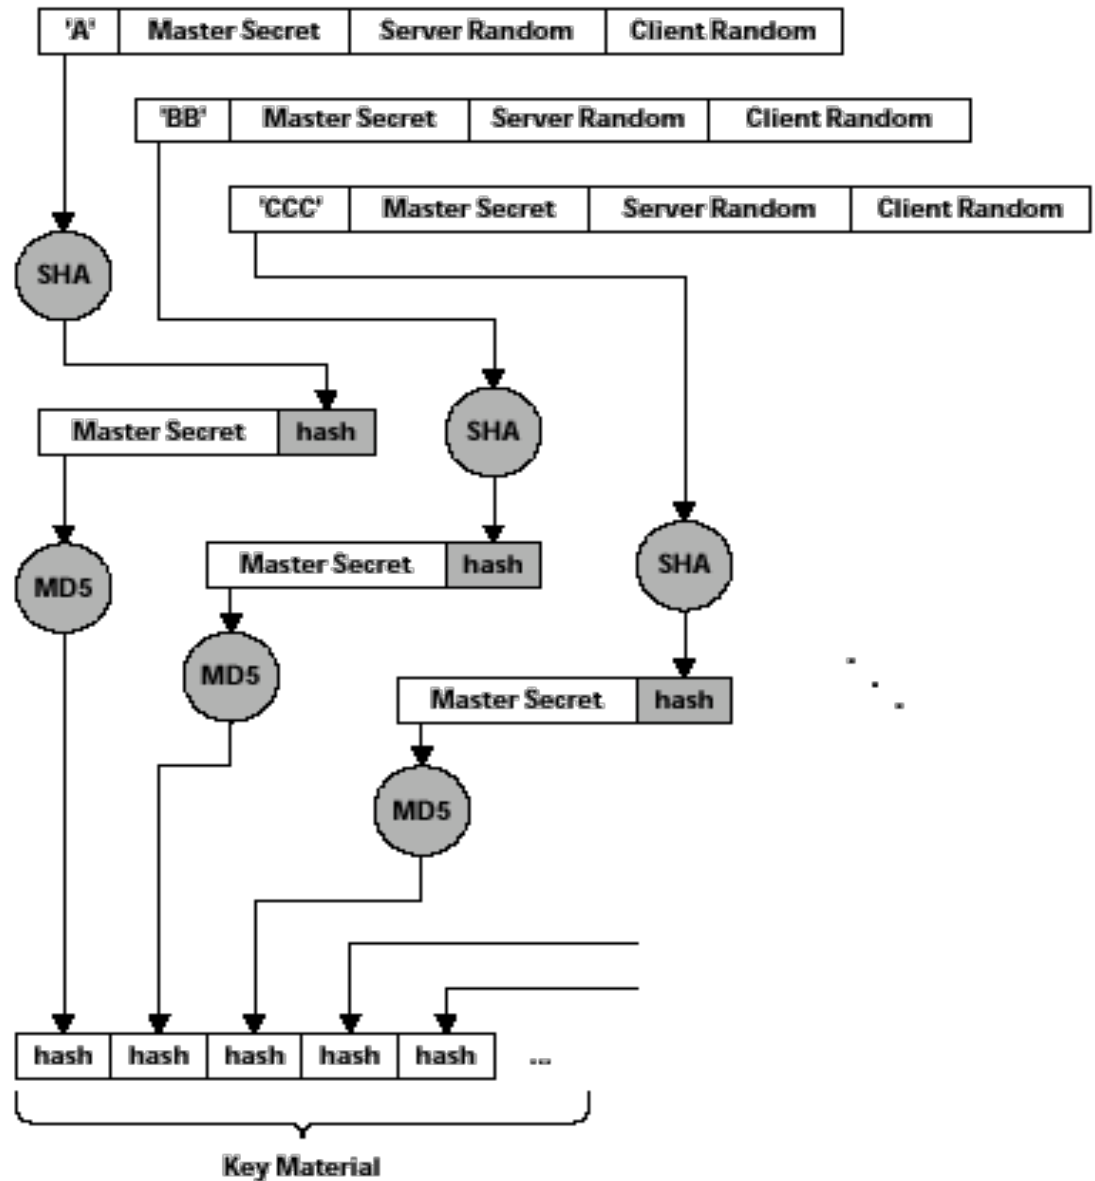 'A' Master Secret Server Random Client Random
'BB' Master Secret Server Random Client Random
'CCC' Master Secret Server Random Client Random
SHA
Master Secret hash
SHA
MD5
Master Secret hash
SHA
MD5
Master Secret hash
MD5
hash hash hash hash hash ...
Key Material